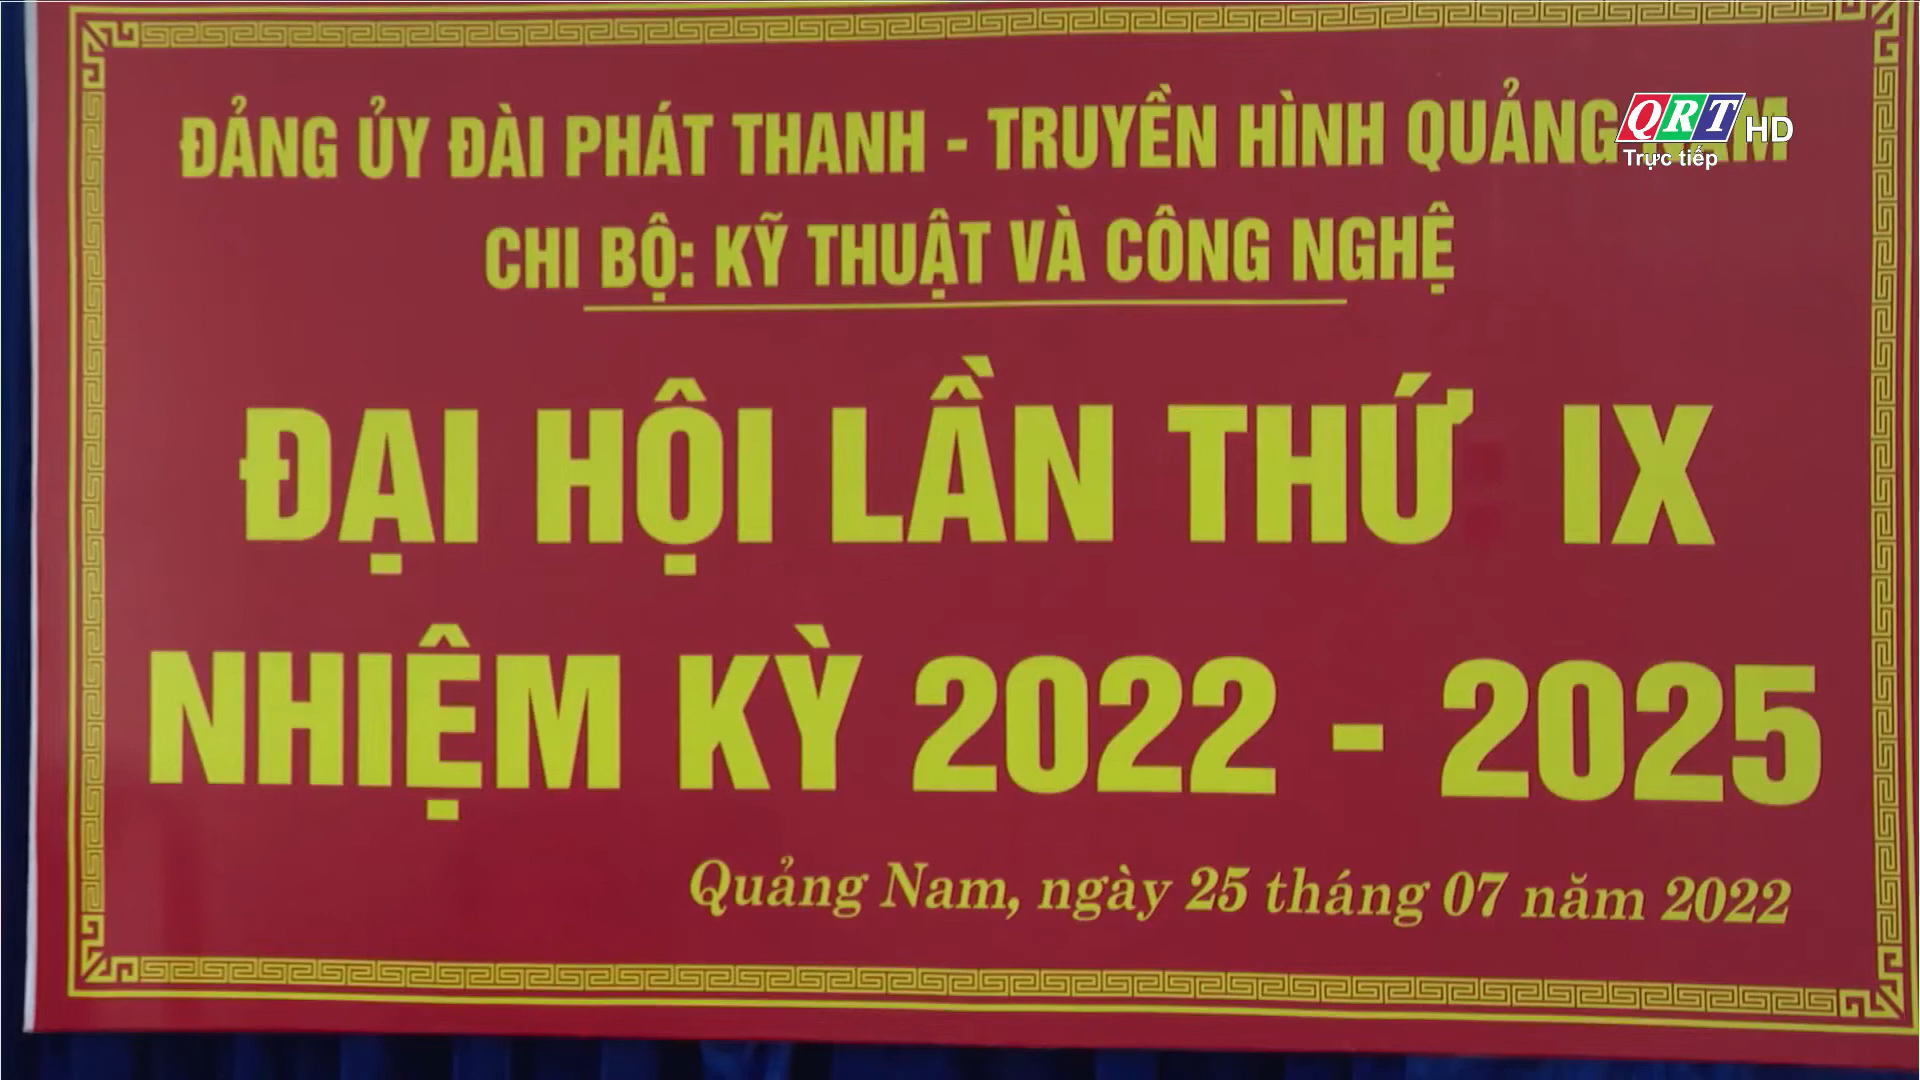 ĐẢNG ỦY ĐÀI PHÁT THANH - TRUYỀN HÌNH QUẢNG NAM
QRT HD
Trực tiếp
CHI BỘ: KỸ THUẬT VÀ CÔNG NGHỆ
ĐẠI HỘI LẦN THỨ IX
NHIỆM KỲ 2022 - 2025
Quảng Nam, ngày 25 tháng 07 năm 2022